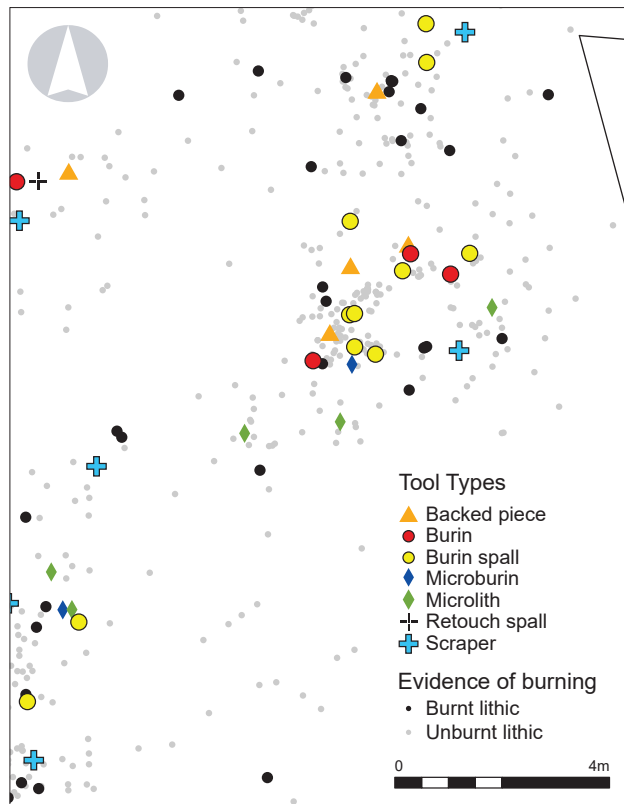 Tool Types
Backed piece
Burin
Burin spall
Microburin
Microlith
Retouch spall
Scraper
Evidence of burning
Burnt lithic
Unburnt lithic
0 4m